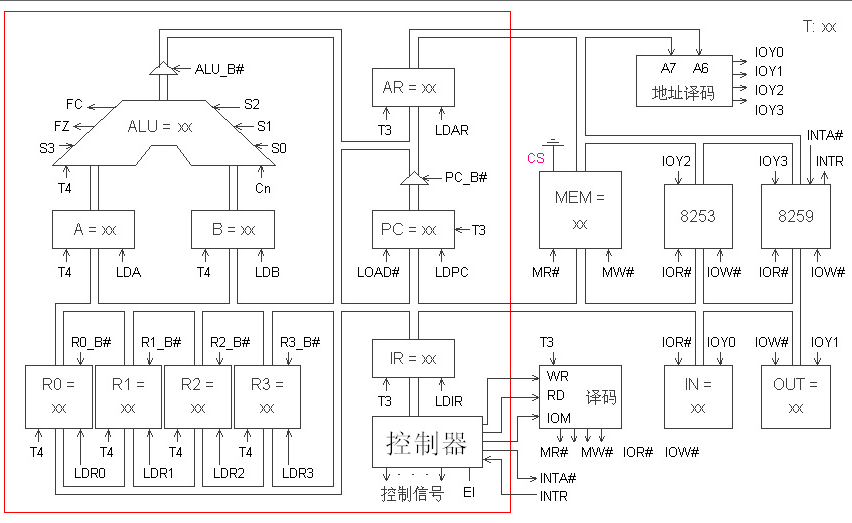 T: xx
ALU_B#
IOY0
A7 A6
IOY1
地址译码
IOY2
IOY3
AR = xx
FC
S2
FZ
ALU = xx
S1
S3
S0
T3
LDAR
INTA#
CS
IOY2
IOY3
INTR
T4
Cn
PC_B#
MEM =
xx
8253
8259
A = xx
B = xx
PC = xx
T3
T4
LDA
T4
LDB
LOAD#
LDPC
MR#
MW#
IOR#
IOW#
IOR#
IOW#
R0_B#
R1_B#
R2_B#
R3_B#
IR = xx
T3
IOR#
IOY0
IOW#
IOY1
R0 =
xx
R1 =
xx
R2 =
xx
R3 =
xx
T3
LDIR
WR
RD
IOM
译码
IN =
xx
OUT =
xx
T4
T4
T4
T4
控制器
MR#
MW#
IOR#
IOW#
LDR0
LDR1
LDR2
LDR3
· · ·
控制信号
EI
INTA#
INTR